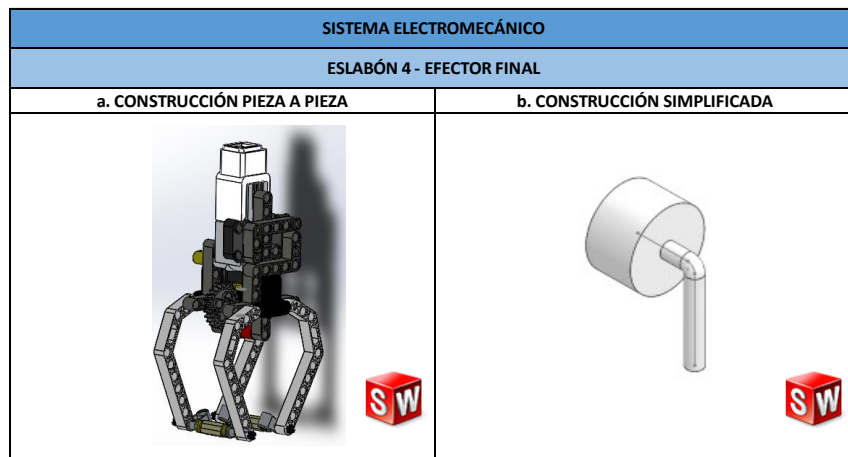 SISTEMA ELECTROMECÁNICO
ESLABÓN 4 - EFECTOR FINAL
a. CONSTRUCCIÓN PIEZA A PIEZA
b. CONSTRUCCIÓN SIMPLIFICADA
SW
SW